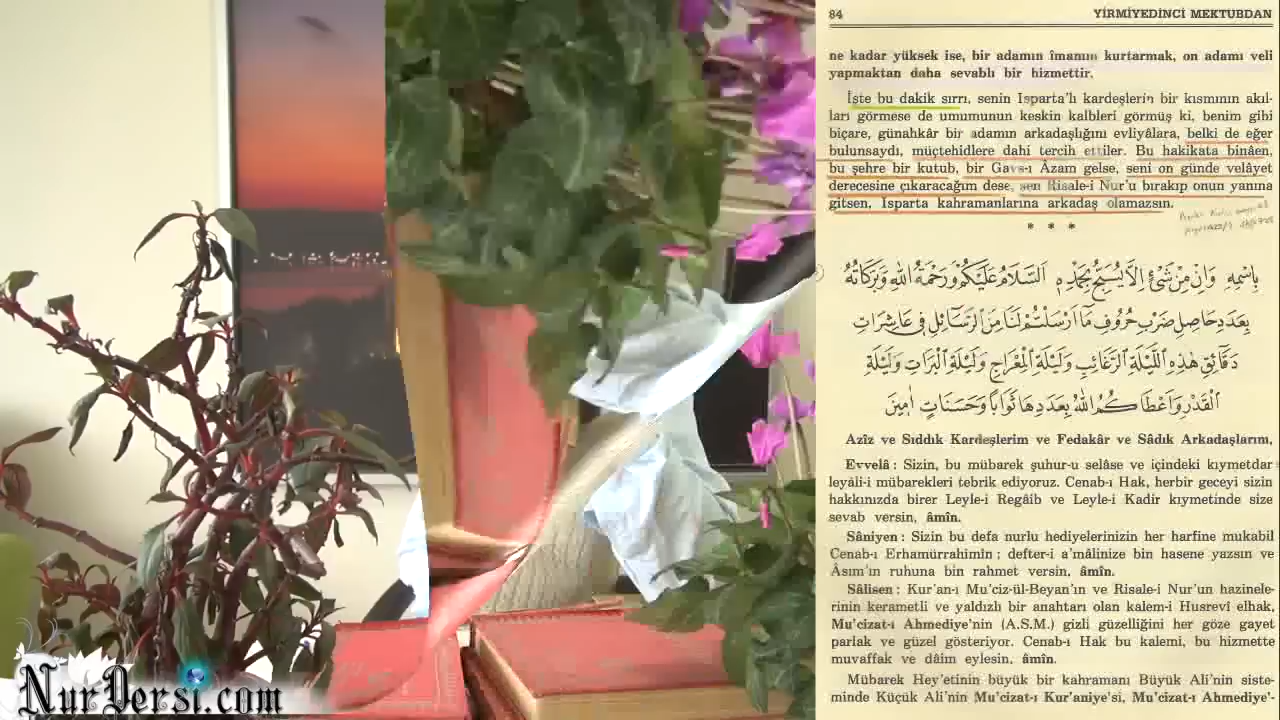 84 YİRMİYEDİNCİ MEKTUBDAN
ne kadar yüksek ise, bir adamın îmanını kurtarmak, on adamı veli
yapmaktan daha sevablı bir hizmettir.
İşte bu dakik sırrı, senin Isparta'lı kardeşlerin bir kısmının akıl-
ları görmese de umumunun keskin kalbleri görmüş ki, benim gibi
biçare, günahkâr bir adamın arkadaşlığını evliyâlara, belki de eğer
bulunsaydı, müçtehidlere dahi tercih ettiler. Bu hakikata binâen,
bu şehre bir kutub, bir Gavs-ı Âzam gelse, seni on günde velâyet
derecesine çıkaracağım dese, sen Risale-i Nur'u bırakıp onun yanına
gitsen, Isparta kahramanlarına arkadaş olamazsın.
* * *
بِاسْمِهِ وَاِنْ مِنْ شَيْءٍ اِلَّا يُسَبِّحُ بِحَمْدِهِ اَلسَّلَامُ عَلَيْكُمْ وَرَحْمَةُ اللهِ وَبَرَكَاتُهُ
بِعَدَدِ حَاصِلِ ضَرْبِ حُرُوفِ مَا اَرْسَلْتُمْ لَنَا مِنَ الرَّسَائِلِ فِى عَاشِرَاتِ
دَقَائِقِ هٰذِهِ اللَّيْلَةِ الرَّغَائِبِ وَلَيْلَةِ الْمِعْرَاجِ وَلَيْلَةِ الْبَرَاتِ وَلَيْلَةِ
الْقَدْرِ وَاَعْطَاكُمُ اللهُ بِعَدَدِهَا ثَوَابًا وَحَسَنَاتٍ اٰمِينَ
Azîz ve Sıddık Kardeşlerim ve Fedakâr ve Sâdık Arkadaşlarım,
Evvelâ : Sizin, bu mübarek şuhur-u selâse ve içindeki kıymetdar
leyâli-i mübarekleri tebrik ediyoruz. Cenab-ı Hak, herbir geceyi sizin
hakkınızda birer Leyle-i Regâib ve Leyle-i Kadir kıymetinde size
sevab versin, âmîn.
Sâniyen : Sizin bu defa nurlu hediyelerinizin her harfine mukabil
Cenab-ı Erhamürrahimîn ; defter-i a'mâlinize bin hasene yazsın ve
Âsım'ın ruhuna bin rahmet versin, âmîn.
Sâlisen : Kur'an-ı Mu'ciz-ül-Beyan'ın ve Risale-i Nur'un hazinele-
rinin kerametli ve yaldızlı bir anahtarı olan kalem-i Husrevî elhak,
Mu'cizat-ı Ahmediye'nin (A.S.M.) gizli güzelliğini her göze gayet
parlak ve güzel gösteriyor. Cenab-ı Hak bu kalemi, bu hizmette
muvaffak ve dâim eylesin, âmîn.
Mübarek Hey'etinin büyük bir kahramanı Büyük Ali'nin siste-
minde Küçük Ali'nin Mu'cizat-ı Kur'aniye'si, Mu'cizat-ı Ahmediye'-
NurDersi.com